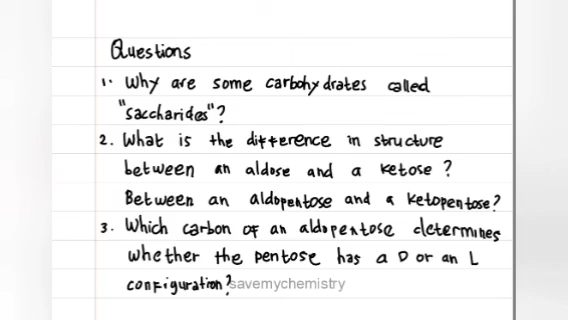 Questions
1. Why are some carbohydrates called
"saccharides"?
2. What is the difference in structure
between an aldose and a ketose?
Between an aldopentose and a ketopentose?
3. Which carbon of an aldopentose determines
whether the pentose has a D or an L
configuration?
savemychemistry